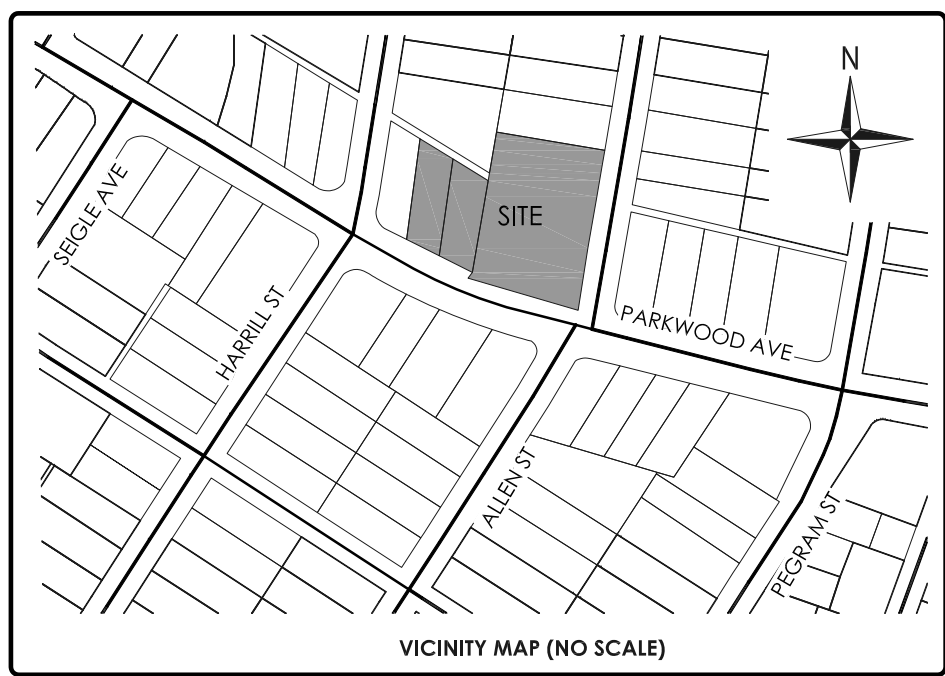 N
SITE
SEIGLE AVE
HARRILL ST
PARKWOOD AVE
ALLEN ST
PEGRAM ST
VICINITY MAP (NO SCALE)